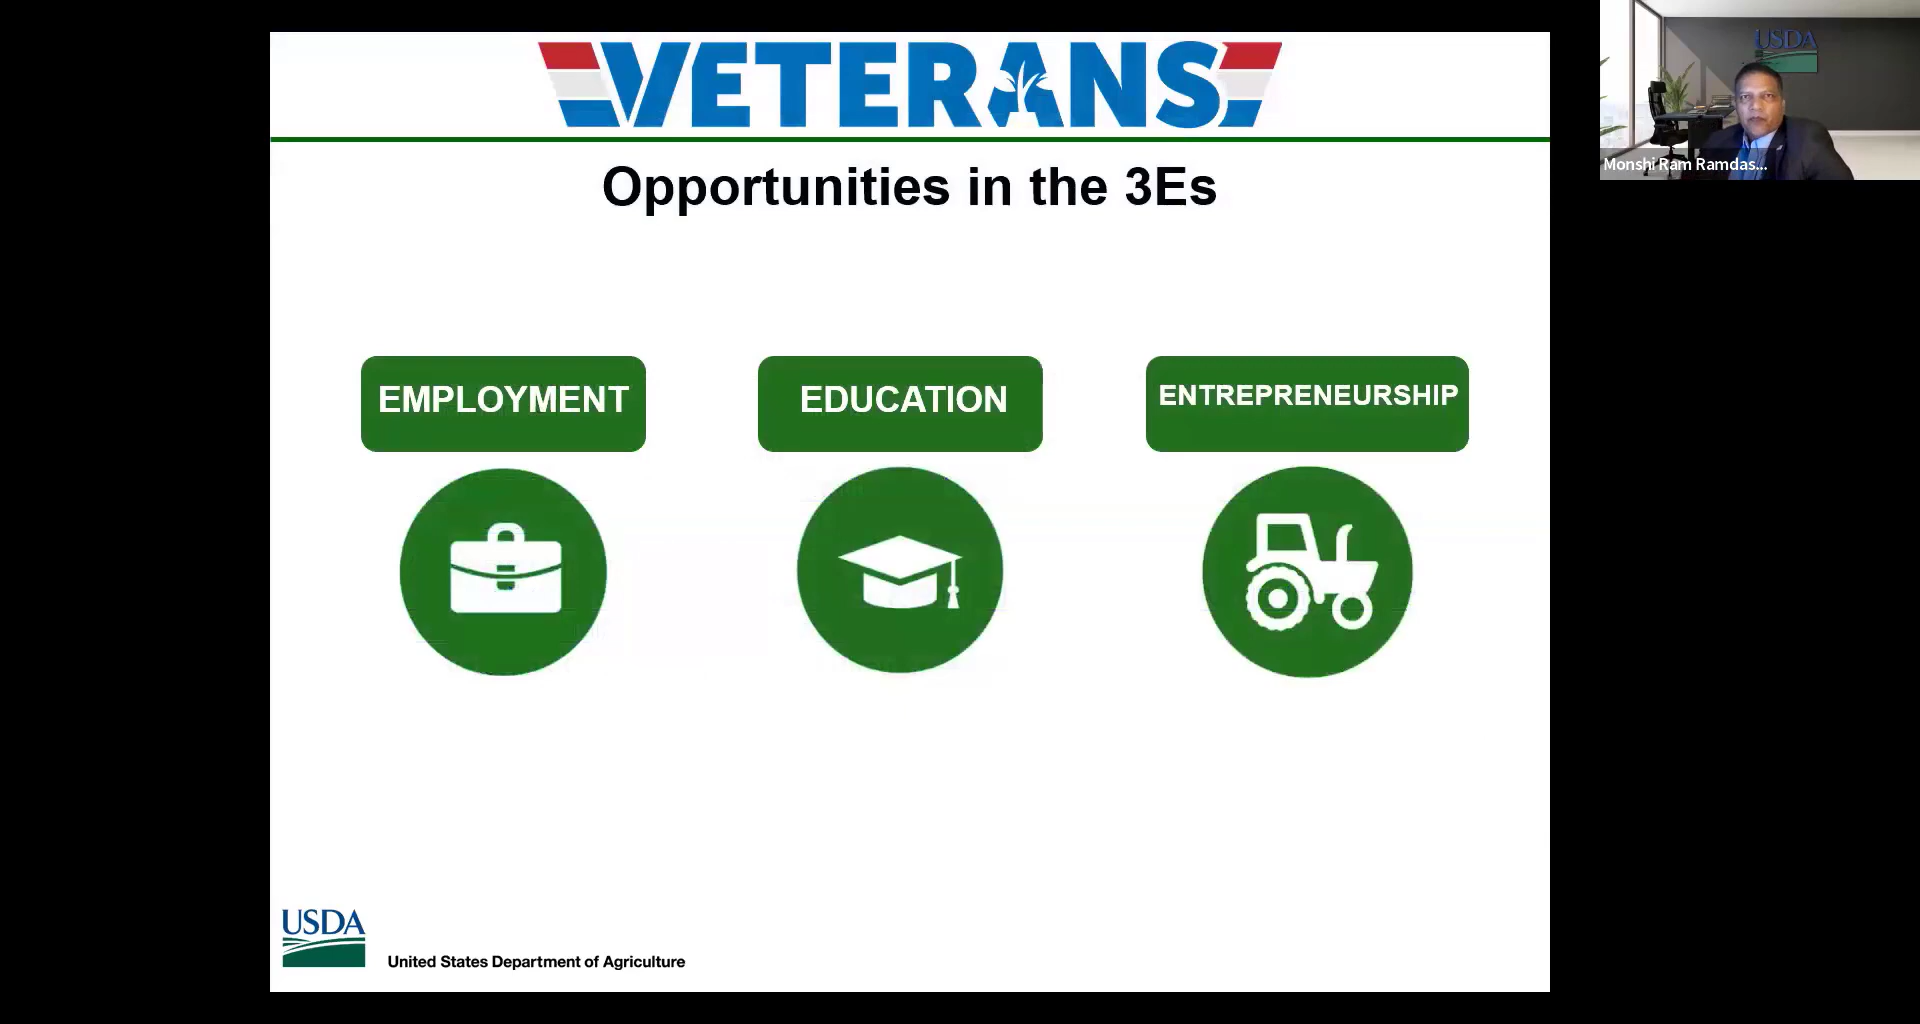 VETERANS
Opportunities in the 3Es
EMPLOYMENT
EDUCATION
ENTREPRENEURSHIP
USDA
United States Department of Agriculture
USDA
Monshi Ram Ramdas...